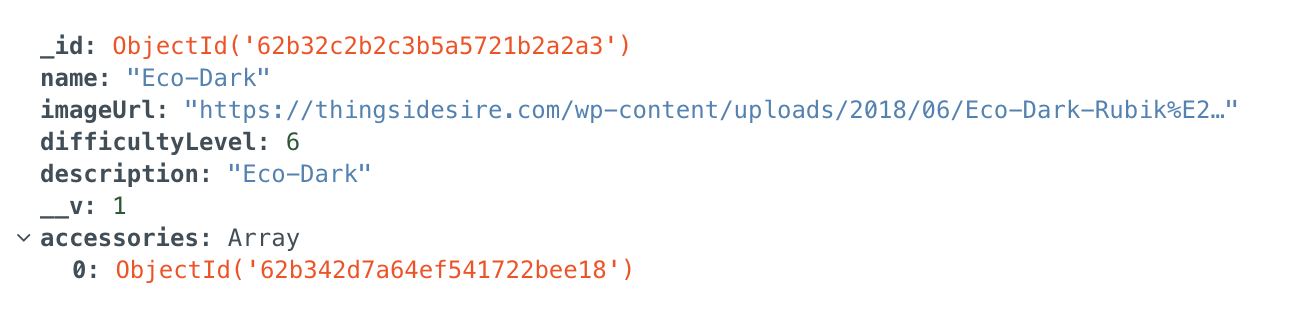 _id: ObjectId('62b32c2b2c3b5a5721b2a2a3')
name: "Eco-Dark"
imageUrl: "https://thingsidesire.com/wp-content/uploads/2018/06/Eco-Dark-Rubik%E2…"
difficultyLevel: 6
description: "Eco-Dark"
__v: 1
accessories: Array
0: ObjectId('62b342d7a64ef541722bee18')